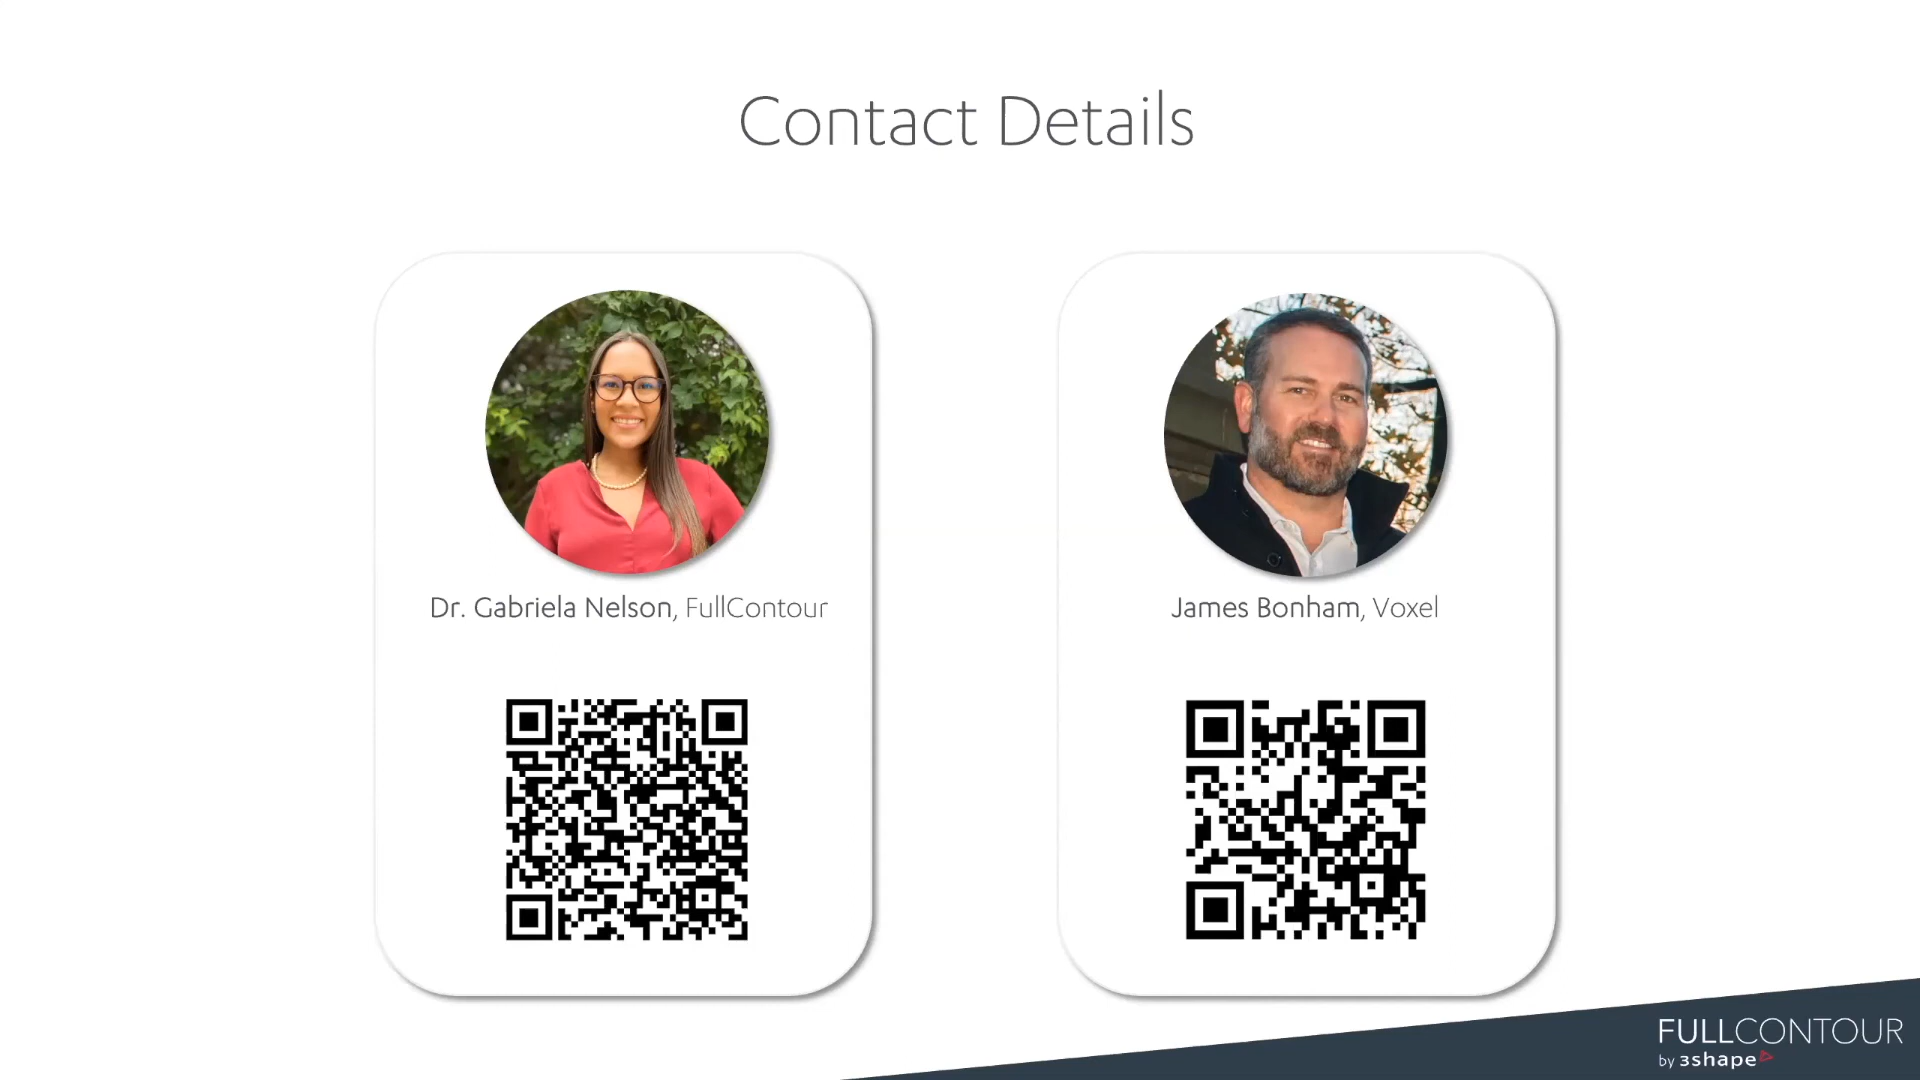 Contact Details
Dr. Gabriela Nelson, FullContour
James Bonham, Voxel
FULLCONTOUR
by 3shape